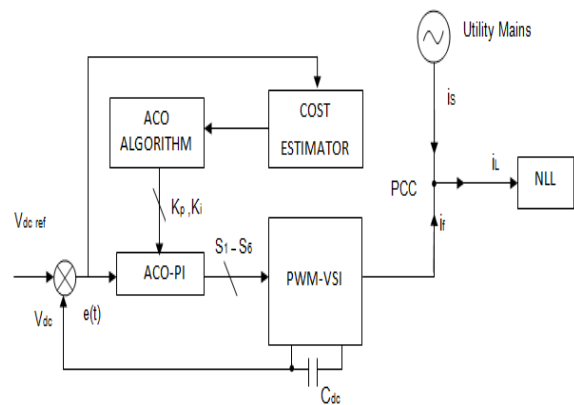 Utility Mains
iS
COST
ESTIMATOR
ACO
ALGORITHM
PCC
iL
NLL
Kp ,Ki
if
Vdc ref
S1 – S6
ACO-PI
PWM-VSI
Vdc
e(t)
Cdc